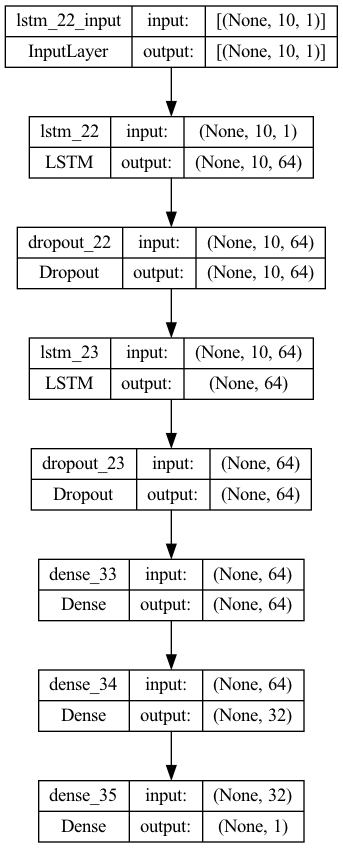 lstm_22_input input: [(None, 10, 1)]
InputLayer output: [(None, 10, 1)]
lstm_22 input: (None, 10, 1)
LSTM output: (None, 10, 64)
dropout_22 input: (None, 10, 64)
Dropout output: (None, 10, 64)
lstm_23 input: (None, 10, 64)
LSTM output: (None, 64)
dropout_23 input: (None, 64)
Dropout output: (None, 64)
dense_33 input: (None, 64)
Dense output: (None, 64)
dense_34 input: (None, 64)
Dense output: (None, 32)
dense_35 input: (None, 32)
Dense output: (None, 1)